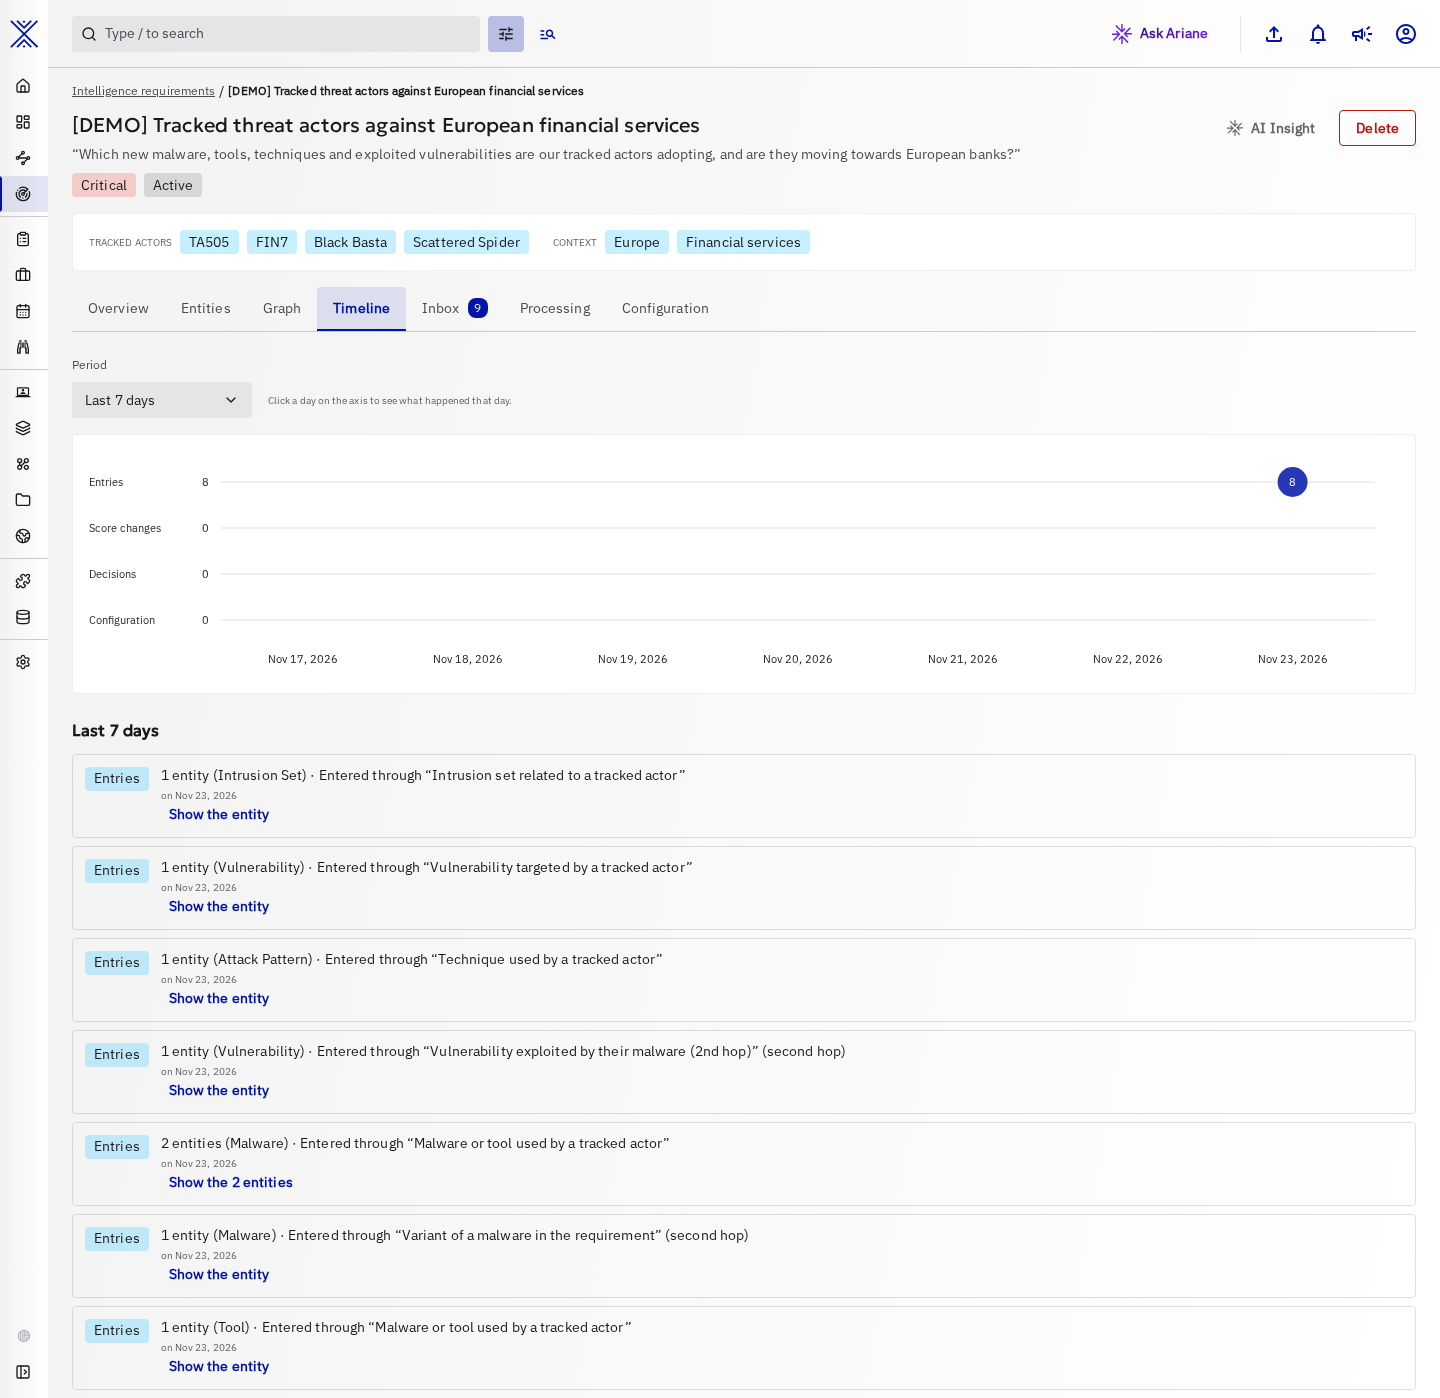 Type / to search
Ask Ariane
Intelligence requirements / [DEMO] Tracked threat actors against European financial services
[DEMO] Tracked threat actors against European financial services
AI Insight
Delete
“Which new malware, tools, techniques and exploited vulnerabilities are our tracked actors adopting, and are they moving towards European banks?”
Critical
Active
TRACKED ACTORS
TA505
FIN7
Black Basta
Scattered Spider
CONTEXT
Europe
Financial services
Overview
Entities
Graph
Timeline
Inbox 9
Processing
Configuration
Period
Last 7 days
Click a day on the axis to see what happened that day.
Entries 8
8
Score changes 0
Decisions 0
Configuration 0
Nov 17, 2026
Nov 18, 2026
Nov 19, 2026
Nov 20, 2026
Nov 21, 2026
Nov 22, 2026
Nov 23, 2026
Last 7 days
Entries
1 entity (Intrusion Set) · Entered through “Intrusion set related to a tracked actor”
on Nov 23, 2026
Show the entity
Entries
1 entity (Vulnerability) · Entered through “Vulnerability targeted by a tracked actor”
on Nov 23, 2026
Show the entity
Entries
1 entity (Attack Pattern) · Entered through “Technique used by a tracked actor”
on Nov 23, 2026
Show the entity
Entries
1 entity (Vulnerability) · Entered through “Vulnerability exploited by their malware (2nd hop)” (second hop)
on Nov 23, 2026
Show the entity
Entries
2 entities (Malware) · Entered through “Malware or tool used by a tracked actor”
on Nov 23, 2026
Show the 2 entities
Entries
1 entity (Malware) · Entered through “Variant of a malware in the requirement” (second hop)
on Nov 23, 2026
Show the entity
Entries
1 entity (Tool) · Entered through “Malware or tool used by a tracked actor”
on Nov 23, 2026
Show the entity